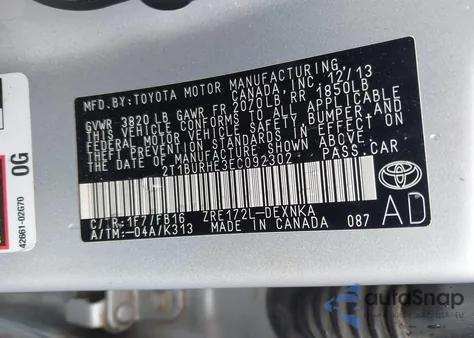 MFD. BY: TOYOTA MOTOR MANUFACTURING,
CANADA, INC. 12/13
GVWR 3820 LB GAWR FR 2020LB RR 1850LB
THIS VEHICLE CONFORMS TO ALL APPLICABLE
FEDERAL MOTOR VEHICLE SAFETY, BUMPER, AND
THEFT PREVENTION STANDARDS IN EFFECT ON
THE DATE OF MANUFACTURE SHOWN ABOVE.
2T1BURHE3EC092302 PASS.CAR
C/TR:1F7/FB16 ZRE172L-DEXNKA
A/TM:-04A/K313 MADE IN CANADA 087
TOYOTA
AD
0G
42661-02G70
autoSnap